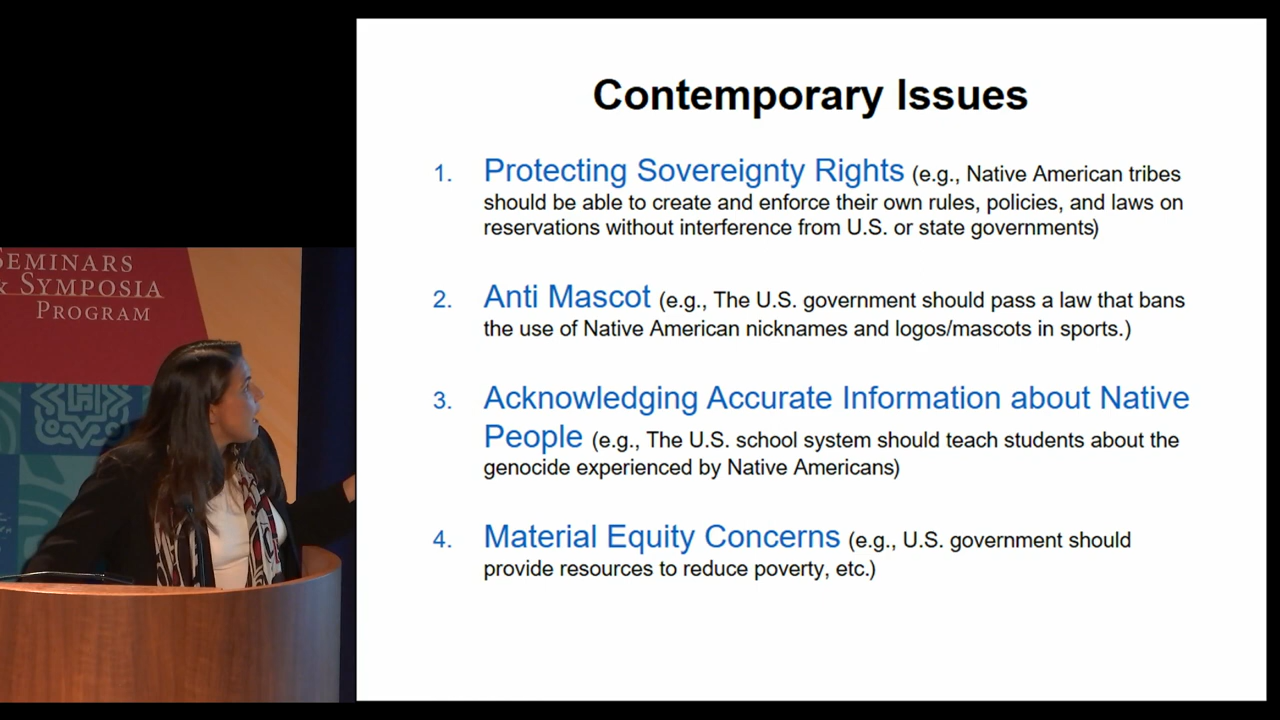 SEMINARS
& SYMPOSIA
PROGRAM
Contemporary Issues
1. Protecting Sovereignty Rights (e.g., Native American tribes
should be able to create and enforce their own rules, policies, and laws on
reservations without interference from U.S. or state governments)
2. Anti Mascot (e.g., The U.S. government should pass a law that bans
the use of Native American nicknames and logos/mascots in sports.)
3. Acknowledging Accurate Information about Native
People (e.g., The U.S. school system should teach students about the
genocide experienced by Native Americans)
4. Material Equity Concerns (e.g., U.S. government should
provide resources to reduce poverty, etc.)